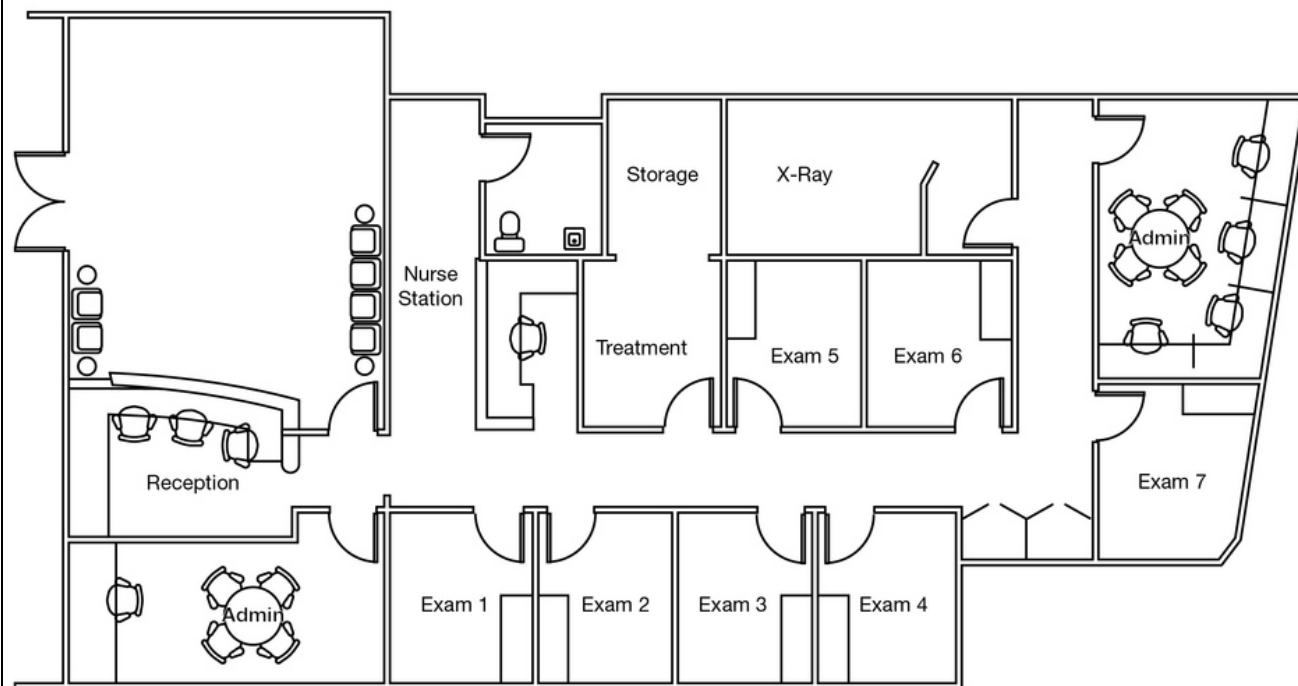 Storage
X-Ray
Admin
Nurse
Station
Treatment
Exam 5
Exam 6
Reception
Exam 7
Admin
Exam 1
Exam 2
Exam 3
Exam 4